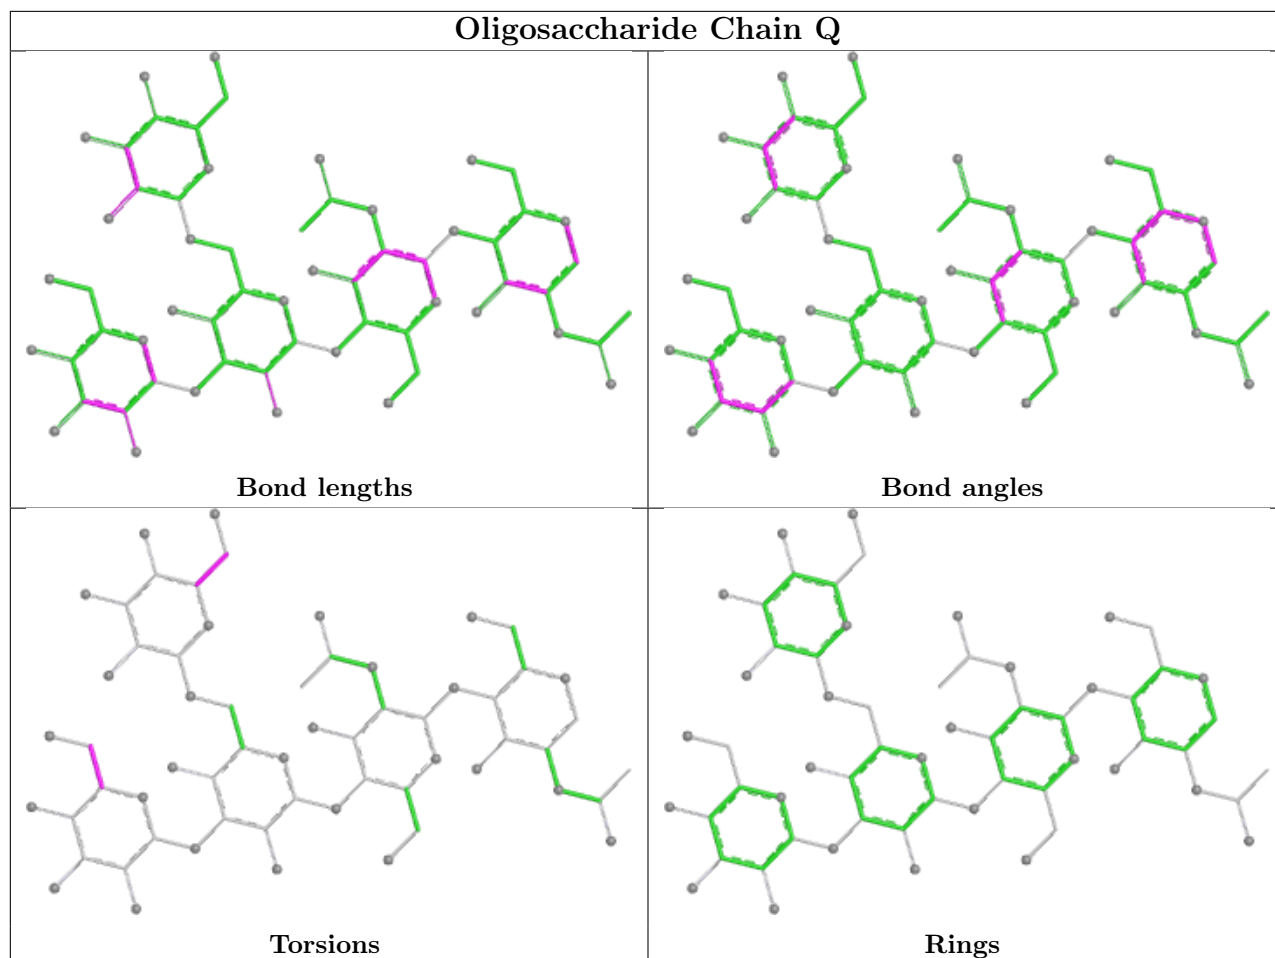 Oligosaccharide Chain Q
Bond lengths
Bond angles
Torsions
Rings